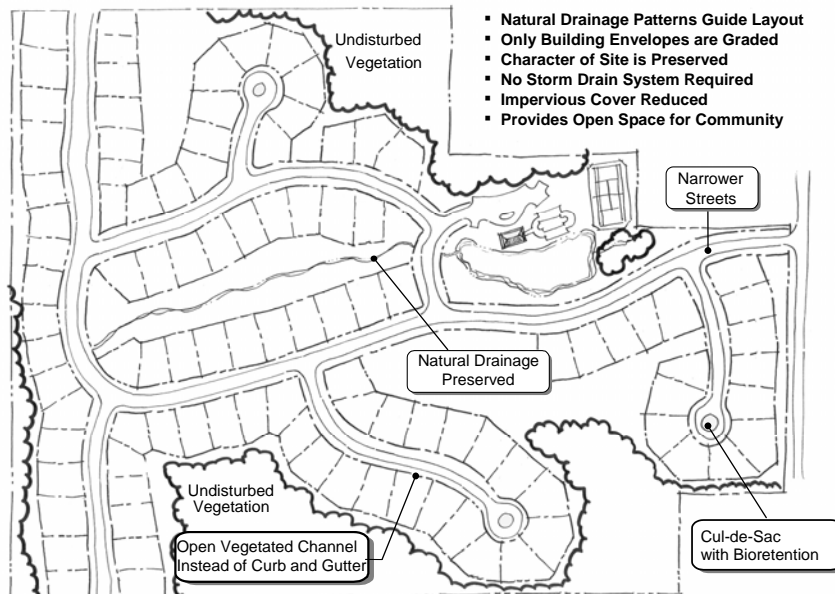 Undisturbed
Vegetation
▪ Natural Drainage Patterns Guide Layout
▪ Only Building Envelopes are Graded
▪ Character of Site is Preserved
▪ No Storm Drain System Required
▪ Impervious Cover Reduced
▪ Provides Open Space for Community
Narrower
Streets
Natural Drainage
Preserved
Undisturbed
Vegetation
Open Vegetated Channel
Instead of Curb and Gutter
Cul-de-Sac
with Bioretention